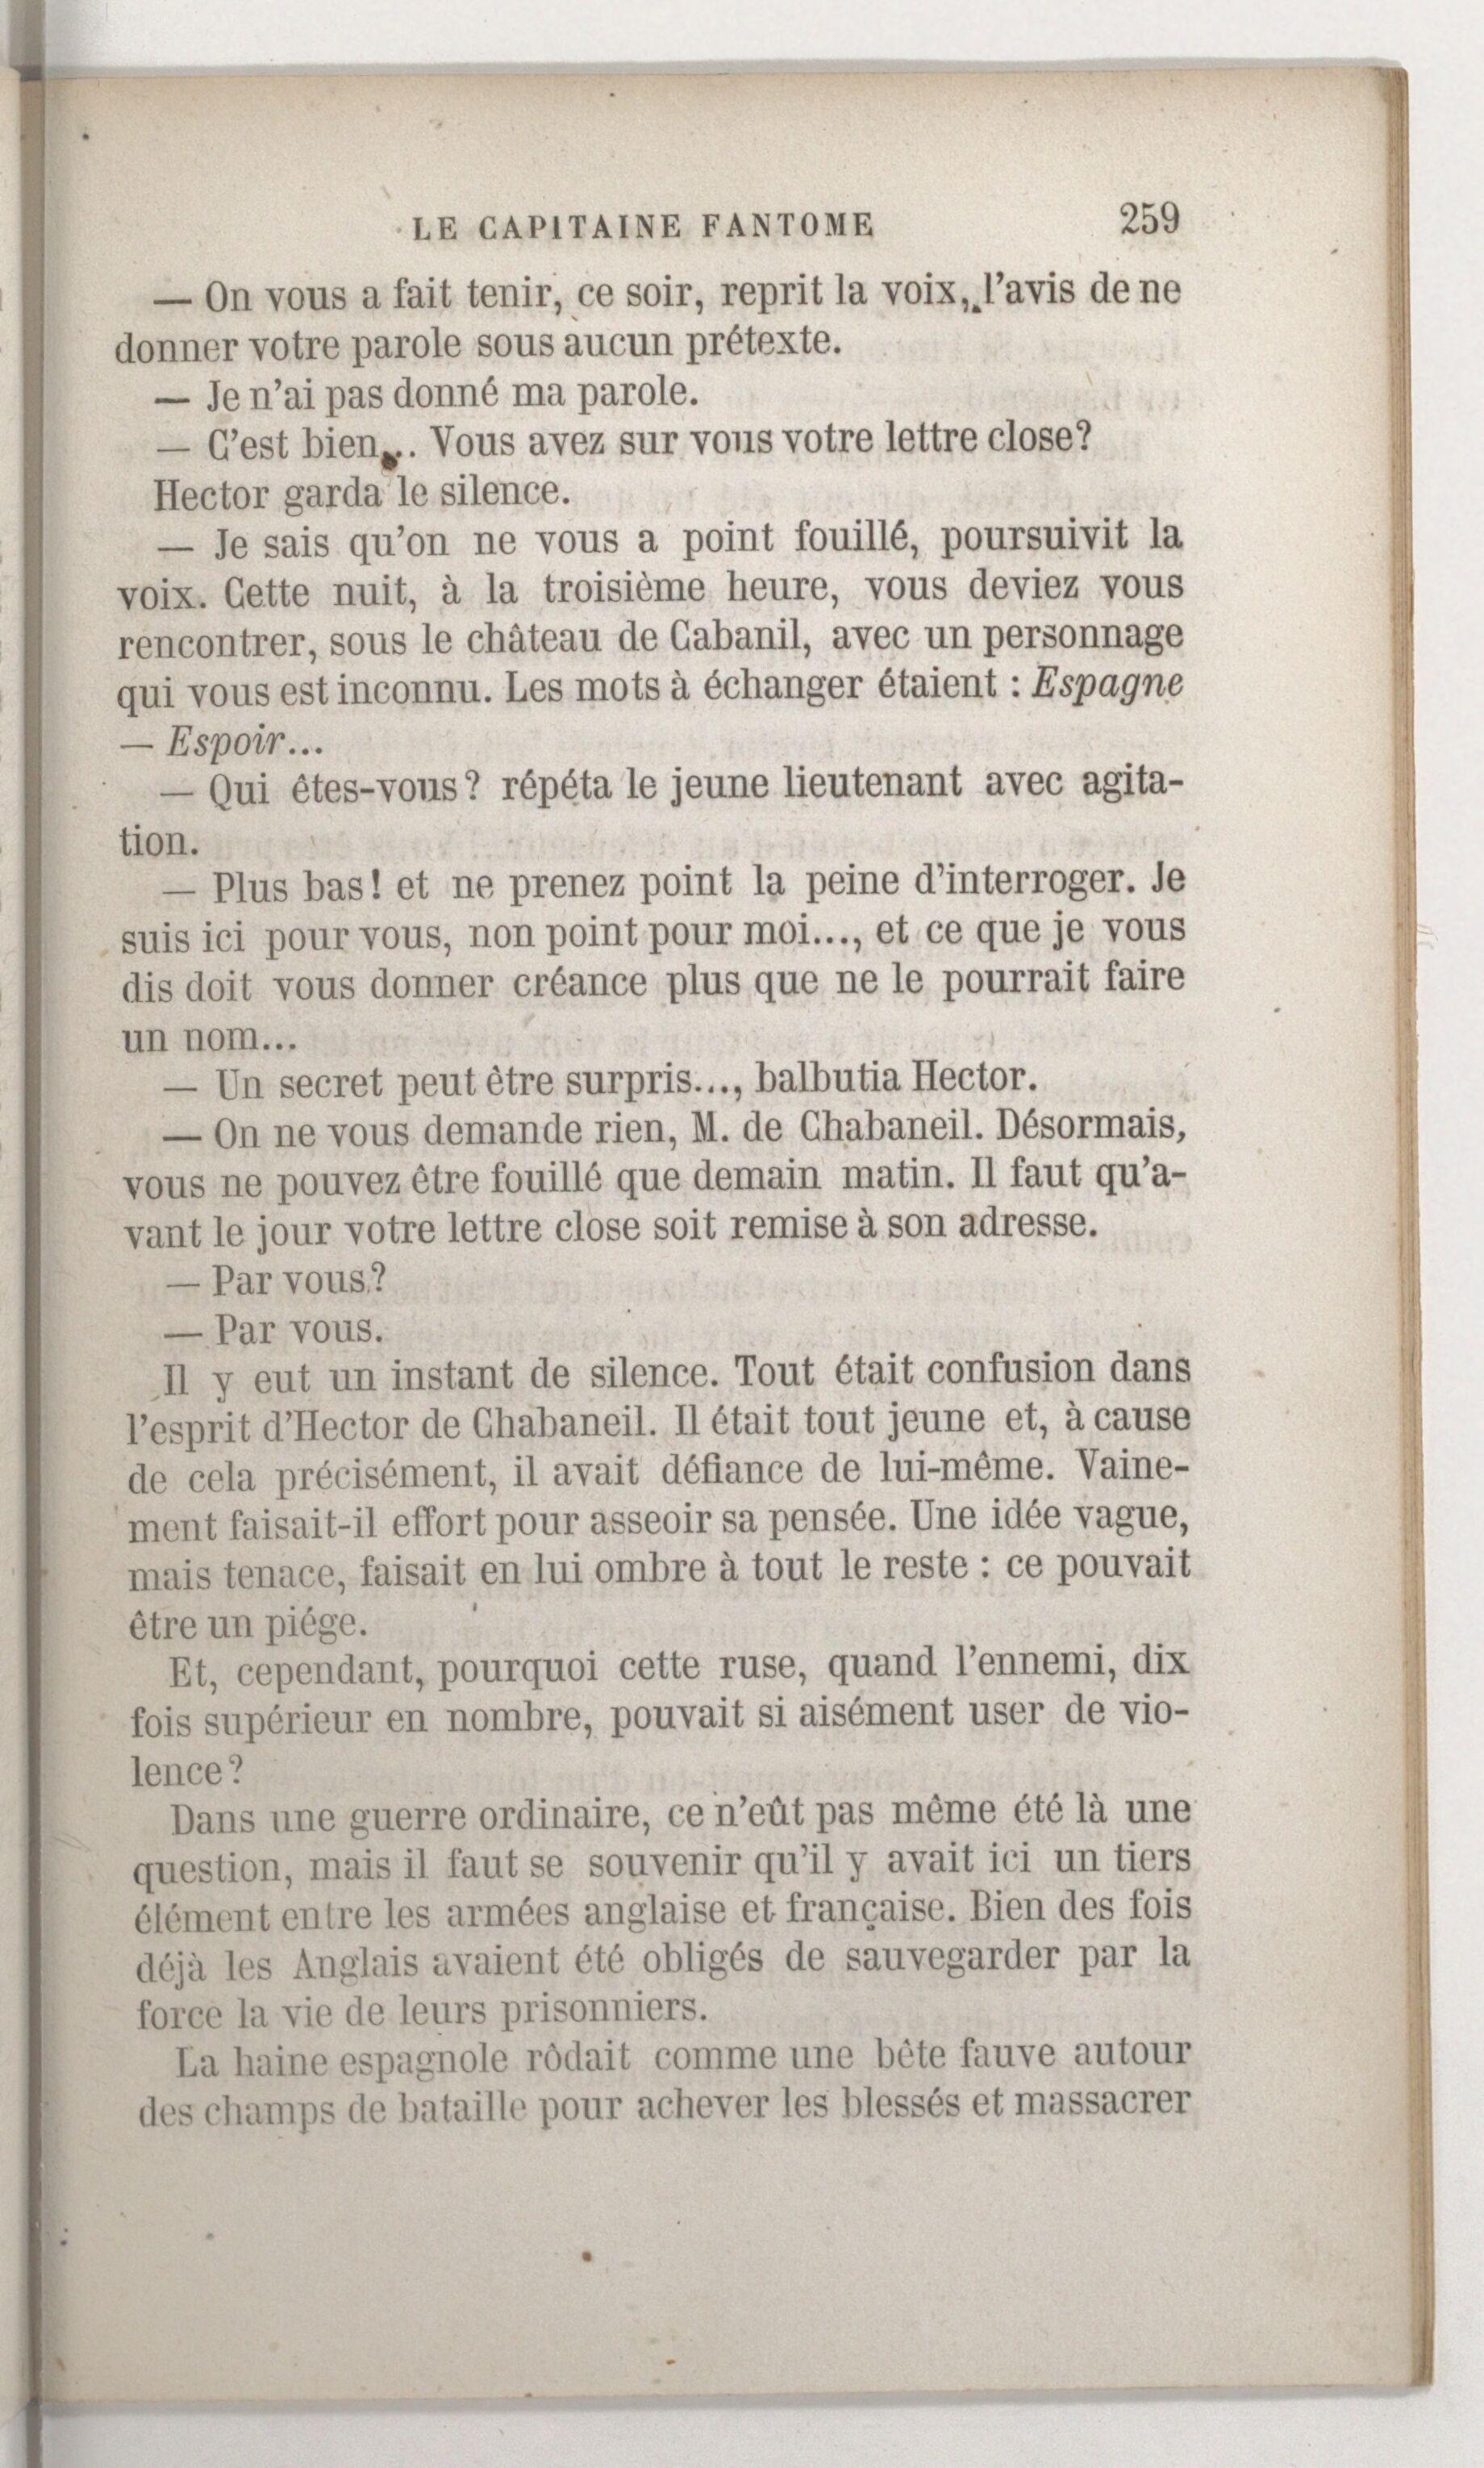 LE CAPITAINE FANTOME 259
— On vous a fait tenir, ce soir, reprit la voix, l'avis de ne
donner votre parole sous aucun prétexte.
— Je n'ai pas donné ma parole.
— C'est bien... Vous avez sur vous votre lettre close?
Hector garda le silence.
— Je sais qu'on ne vous a point fouillé, poursuivit la
voix. Cette nuit, à la troisième heure, vous deviez vous
rencontrer, sous le château de Cabanil, avec un personnage
qui vous est inconnu. Les mots à échanger étaient : Espagne
— Espoir...
— Qui êtes-vous? répéta le jeune lieutenant avec agita-
tion.
— Plus bas! et ne prenez point la peine d'interroger. Je
suis ici pour vous, non point pour moi..., et ce que je vous
dis doit vous donner créance plus que ne le pourrait faire
un nom...
— Un secret peut être surpris..., balbutia Hector.
— On ne vous demande rien, M. de Chabaneil. Désormais,
vous ne pouvez être fouillé que demain matin. Il faut qu'a-
vant le jour votre lettre close soit remise à son adresse.
— Par vous?
— Par vous.
Il y eut un instant de silence. Tout était confusion dans
l'esprit d'Hector de Chabaneil. Il était tout jeune et, à cause
de cela précisément, il avait défiance de lui-même. Vaine-
ment faisait-il effort pour asseoir sa pensée. Une idée vague,
mais tenace, faisait en lui ombre à tout le reste : ce pouvait
être un piége.
Et, cependant, pourquoi cette ruse, quand l'ennemi, dix
fois supérieur en nombre, pouvait si aisément user de vio-
lence?
Dans une guerre ordinaire, ce n'eût pas même été là une
question, mais il faut se souvenir qu'il y avait ici un tiers
élément entre les armées anglaise et française. Bien des fois
déjà les Anglais avaient été obligés de sauvegarder par la
force la vie de leurs prisonniers.
La haine espagnole rôdait comme une bête fauve autour
des champs de bataille pour achever les blessés et massacrer